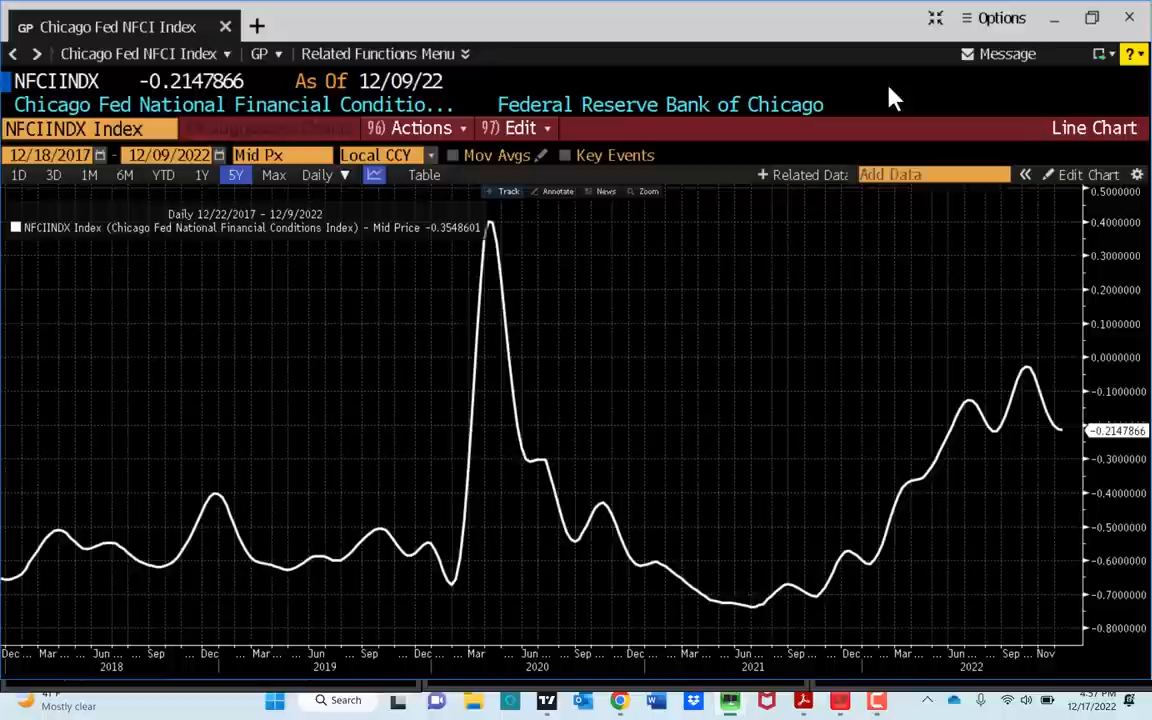 GP Chicago Fed NFCI Index
Options
Chicago Fed NFCI Index GP Related Functions Menu
Message
NFCIINDX -0.2147866 As Of 12/09/22
Chicago Fed National Financial Conditio... Federal Reserve Bank of Chicago
NFCIINDX Index 96) Actions 97) Edit Line Chart
12/18/2017 - 12/09/2022 Mid Px Local CCY Mov Avgs Key Events
1D 3D 1M 6M YTD 1Y 5Y Max Daily Table + Related Data Add Data Edit Chart
Track Annotate News Zoom
Daily 12/22/2017 - 12/9/2022
NFCIINDX Index (Chicago Fed National Financial Conditions Index) - Mid Price -0.3548601
0.5000000
0.4000000
0.3000000
0.2000000
0.1000000
0.0000000
-0.1000000
-0.2147866
-0.3000000
-0.4000000
-0.5000000
-0.6000000
-0.7000000
-0.8000000
Dec ... Mar ... Jun ... Sep ... Dec ... Mar ... Jun ... Sep ... Dec ... Mar ... Jun ... Sep ... Dec ... Mar ... Jun ... Sep ... Dec ... Mar ... Jun ... Sep ... Nov
2018 2019 2020 2021 2022
41°F
Mostly clear
Search
4:57 PM
12/17/2022